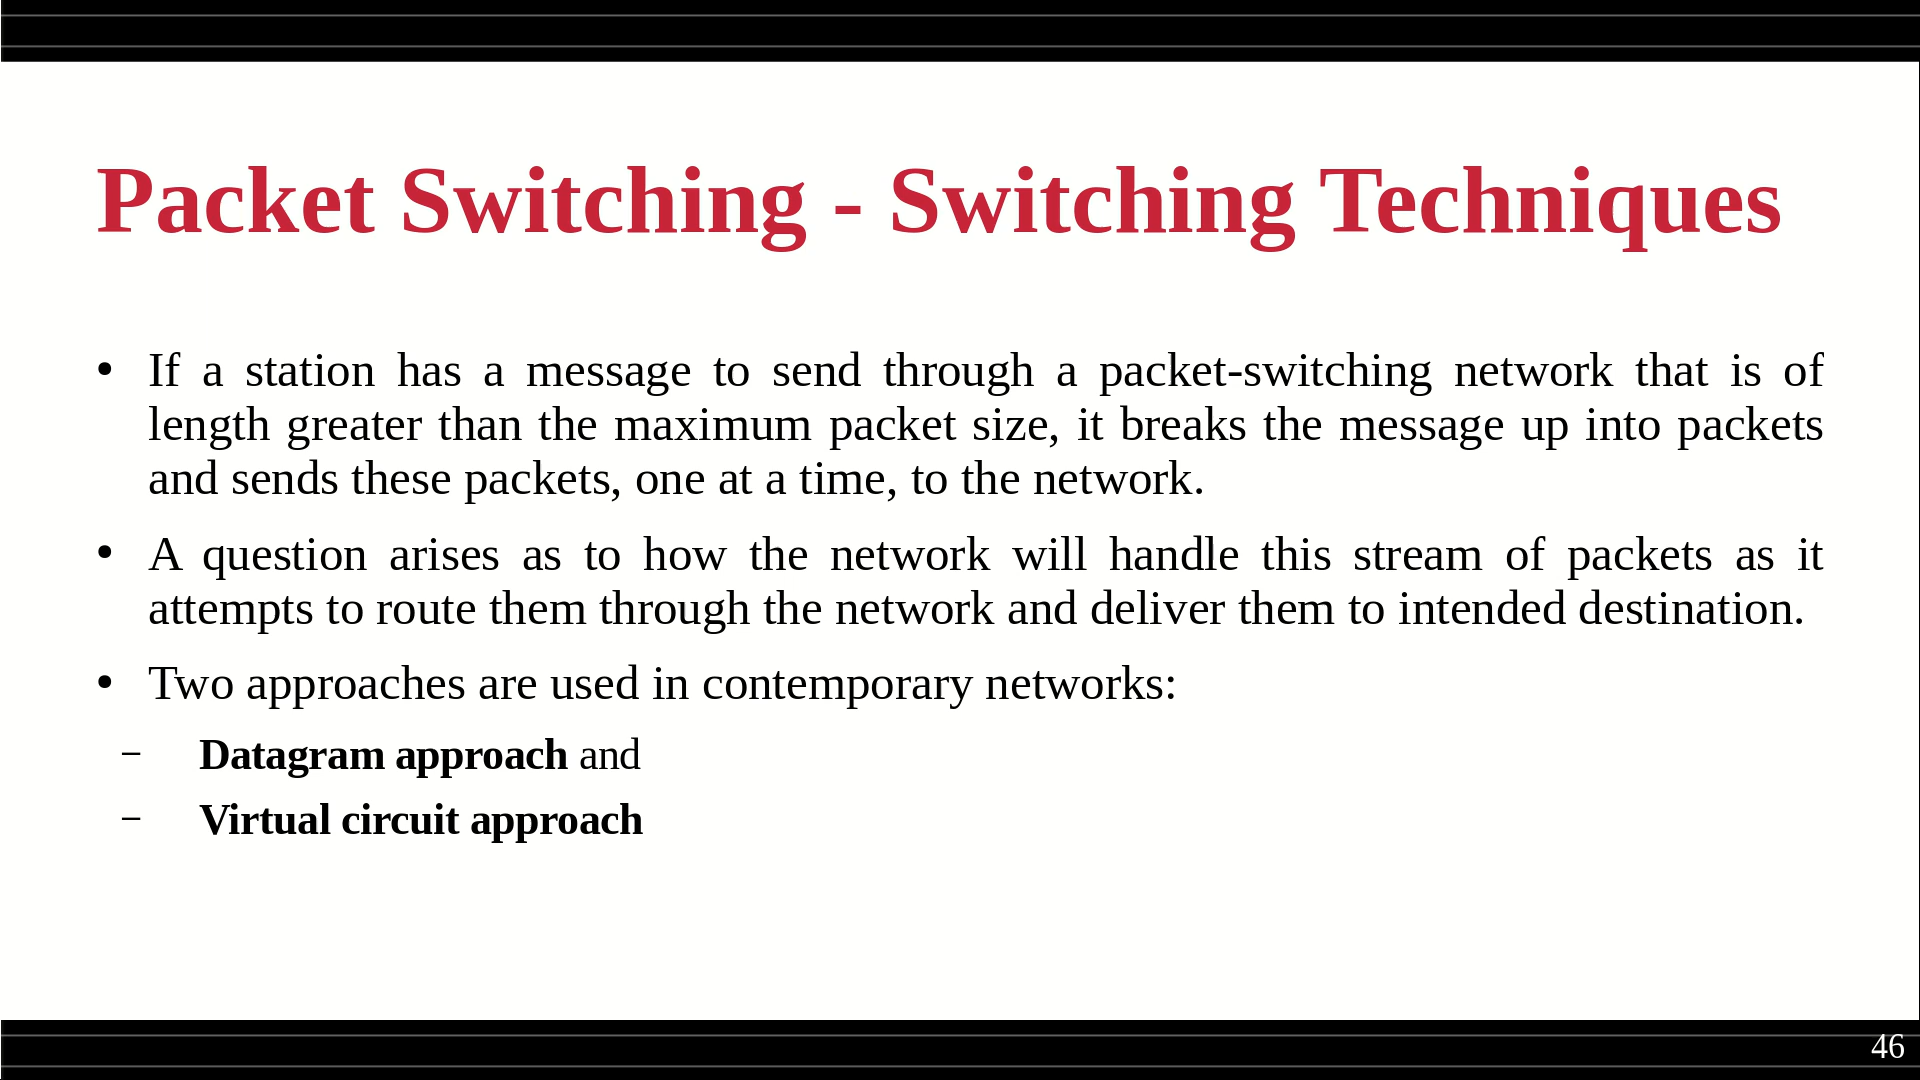 Packet Switching - Switching Techniques
• If a station has a message to send through a packet-switching network that is of
length greater than the maximum packet size, it breaks the message up into packets
and sends these packets, one at a time, to the network.
• A question arises as to how the network will handle this stream of packets as it
attempts to route them through the network and deliver them to intended destination.
• Two approaches are used in contemporary networks:
– Datagram approach and
– Virtual circuit approach
46